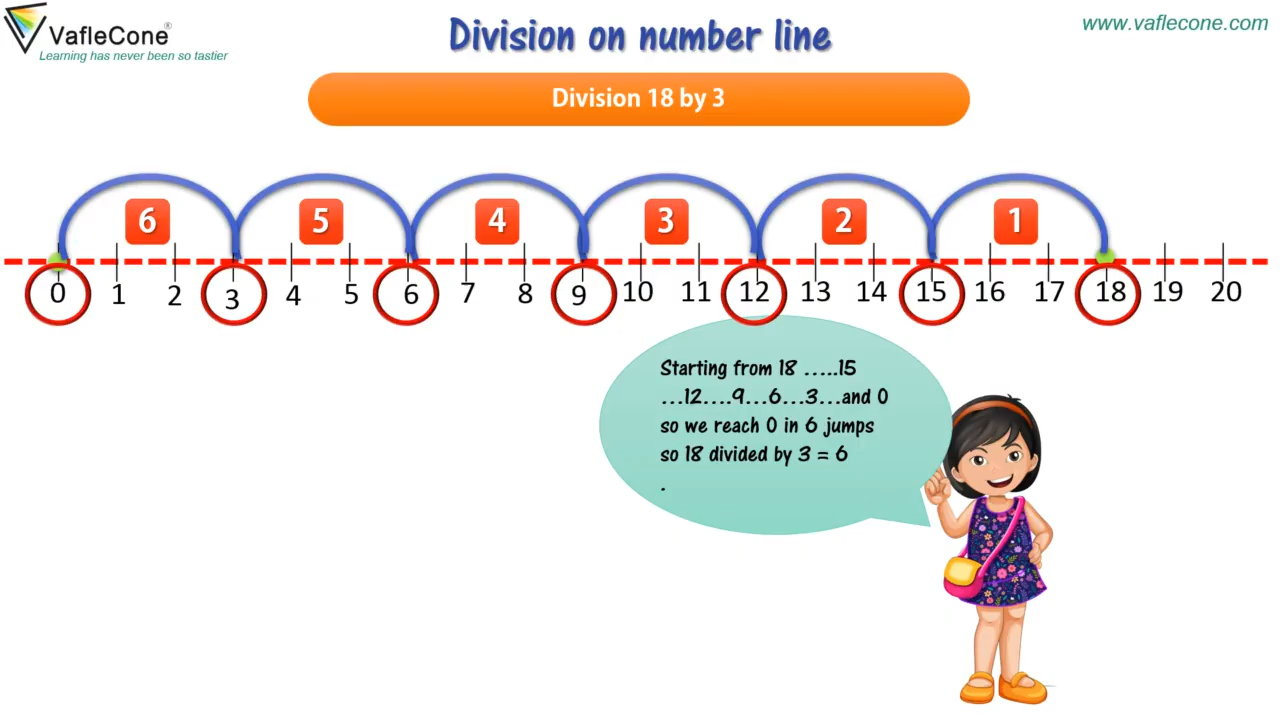 VafleCone®
Learning has never been so tastier
Division on number line
www.vaflecone.com
Division 18 by 3
6 5 4 3 2 1
0 1 2 3 4 5 6 7 8 9 10 11 12 13 14 15 16 17 18 19 20
Starting from 18 .....15
...12....9...6...3...and 0
so we reach 0 in 6 jumps
so 18 divided by 3 = 6
.